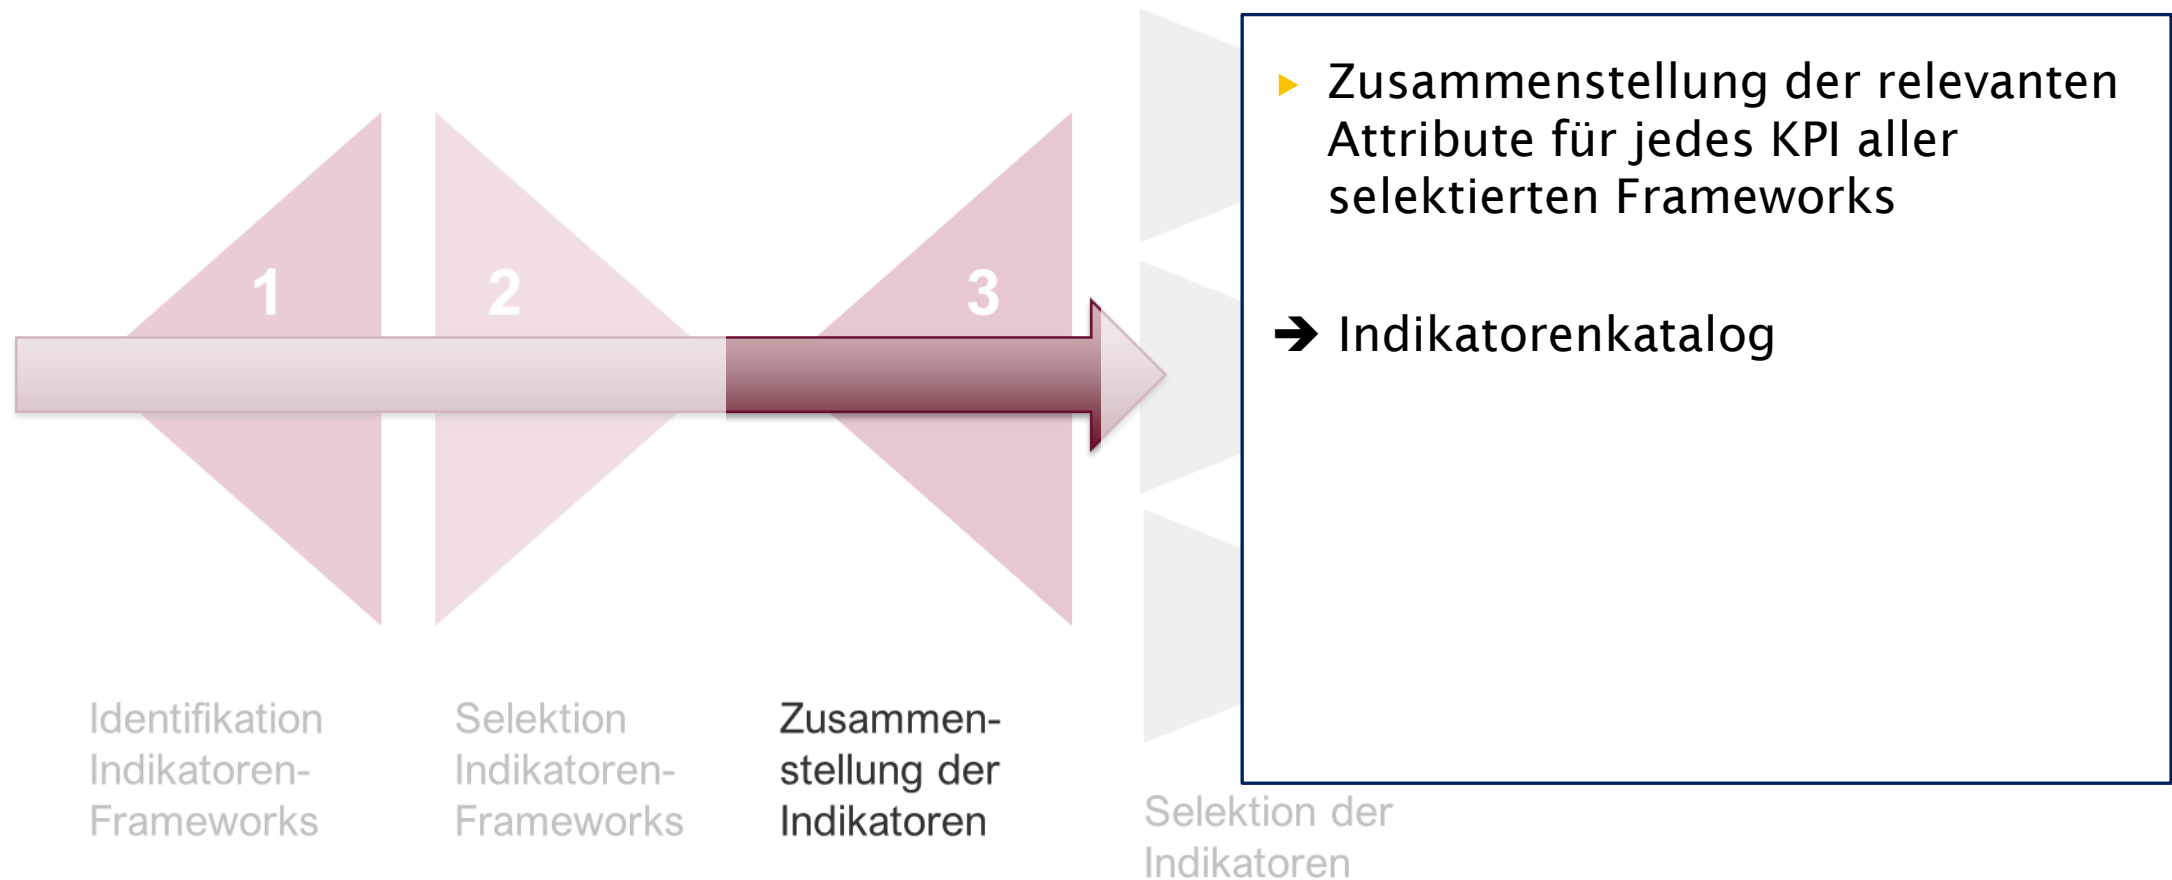 Zusammenstellung der relevanten
Attribute für jedes KPI aller
selektierten Frameworks
➔ Indikatorenkatalog
1
2
3
Identifikation
Indikatoren-
Frameworks
Selektion
Indikatoren-
Frameworks
Zusammen-
stellung der
Indikatoren
Selektion der
Indikatoren